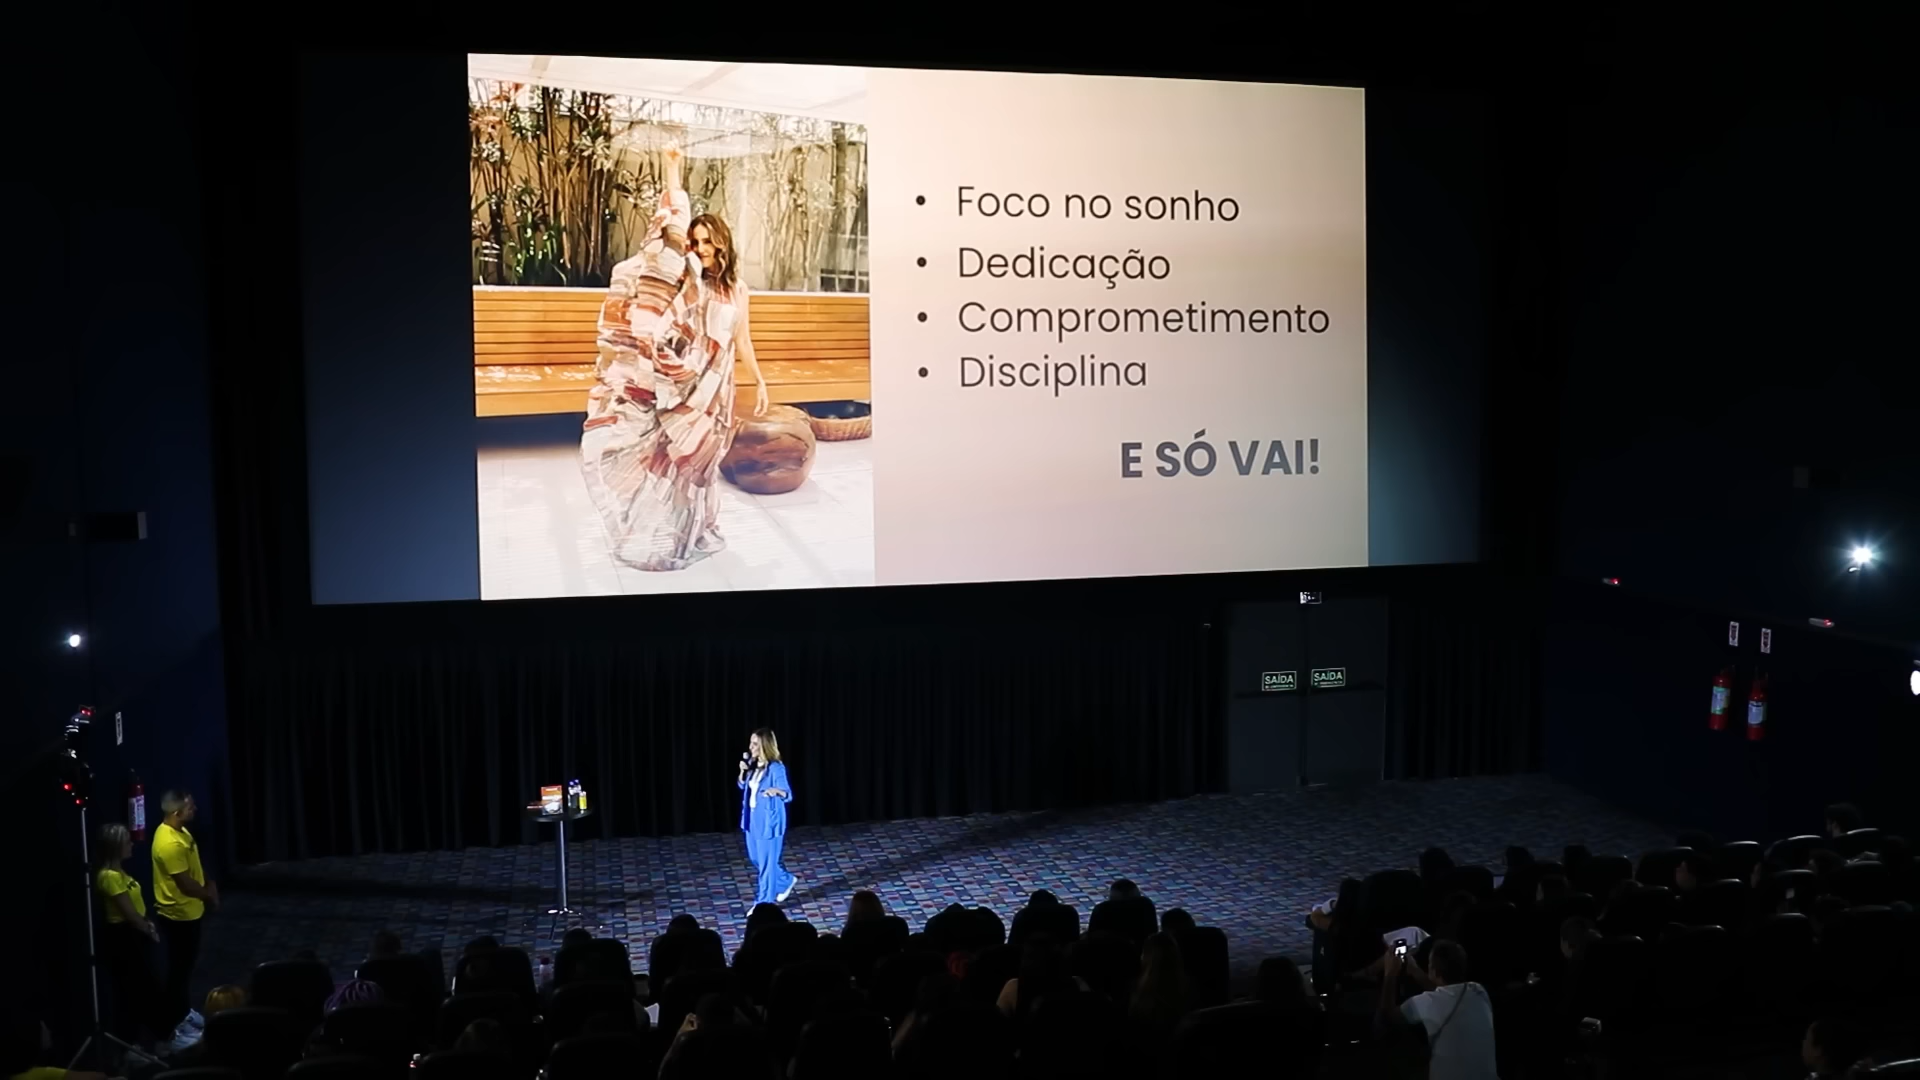 • Foco no sonho
• Dedicação
• Comprometimento
• Disciplina
E SÓ VAI!
SAÍDA
SAÍDA